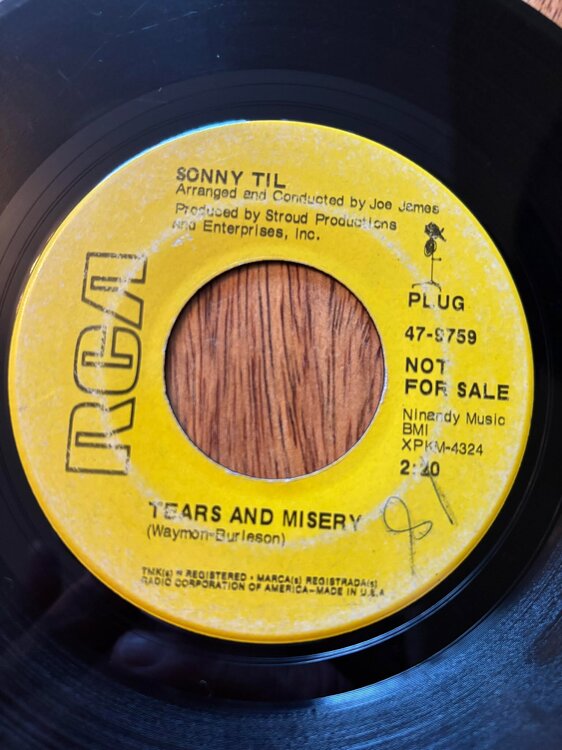 SONNY TIL
Arranged and Conducted by Joe James
Produced by Stroud Productions
and Enterprises, Inc.
RCA
PLUG
47-9759
NOT
FOR SALE
Ninandy Music
BMI
XPKM-4324
2:20
TEARS AND MISERY
(Waymon-Burleson)
TMK(s) ® REGISTERED • MARCA(s) REGISTRADA(s)
RADIO CORPORATION OF AMERICA—MADE IN U.S.A